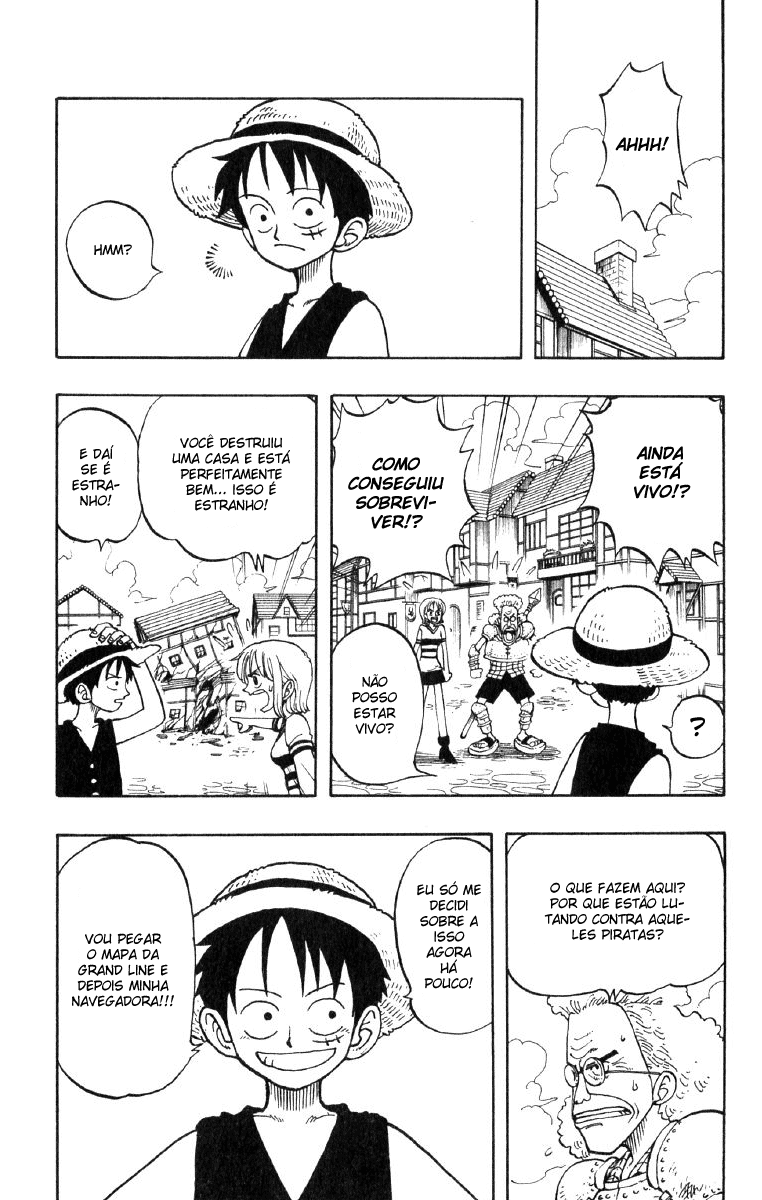 AHHH!
HMM?
AINDA
ESTÁ
VIVO!?
COMO
CONSEGUIU
SOBREVI-
VER!?
NÃO
POSSO
ESTAR
VIVO?
?
VOCÊ DESTRUIU
UMA CASA E ESTÁ
PERFEITAMENTE
BEM... ISSO É
ESTRANHO!
E DAÍ
SE É
ESTRA-
NHO!
O QUE FAZEM AQUI?
POR QUE ESTÃO LU-
TANDO CONTRA AQUE-
LES PIRATAS?
EU SÓ ME
DECIDI
SOBRE A
ISSO
AGORA
HÁ
POUCO!
VOU PEGAR
O MAPA DA
GRAND LINE E
DEPOIS MINHA
NAVEGADORA!!!